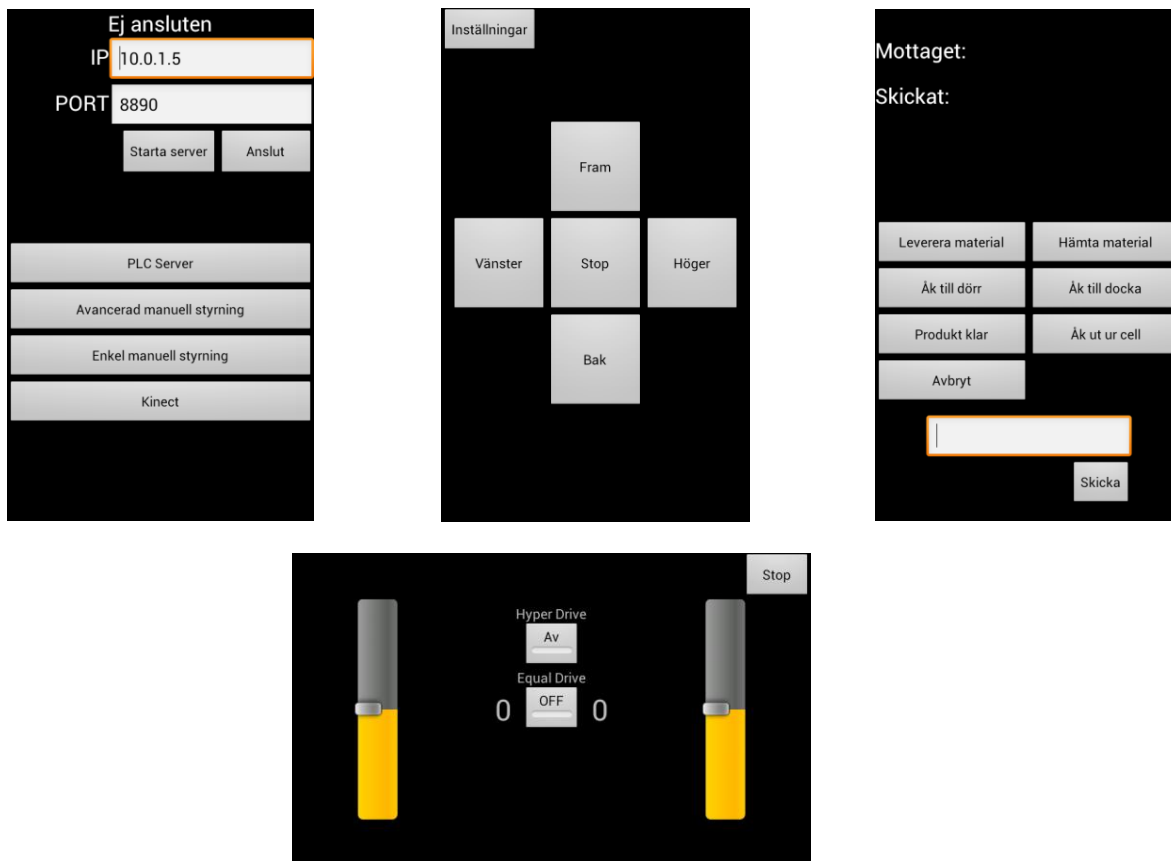 Ej ansluten
IP 10.0.1.5
PORT 8890
Starta server Anslut
PLC Server
Avancerad manuell styrning
Enkel manuell styrning
Kinect
Inställningar
Fram
Vänster Stop Höger
Bak
Mottaget:
Skickat:
Leverera material Hämta material
Åk till dörr Åk till docka
Produkt klar Åk ut ur cell
Avbryt
Skicka
Stop
Hyper Drive
Av
Equal Drive
0 OFF 0